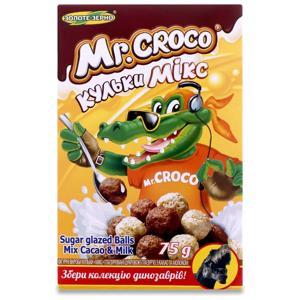 ЗОЛОТЕ ЗЕРНО
Mr.CROCO
КУЛЬКИ МІКС
Mr.CROCO
Sugar glazed Balls
Mix Cacao & Milk
75 g
Збери колекцію динозаврів!